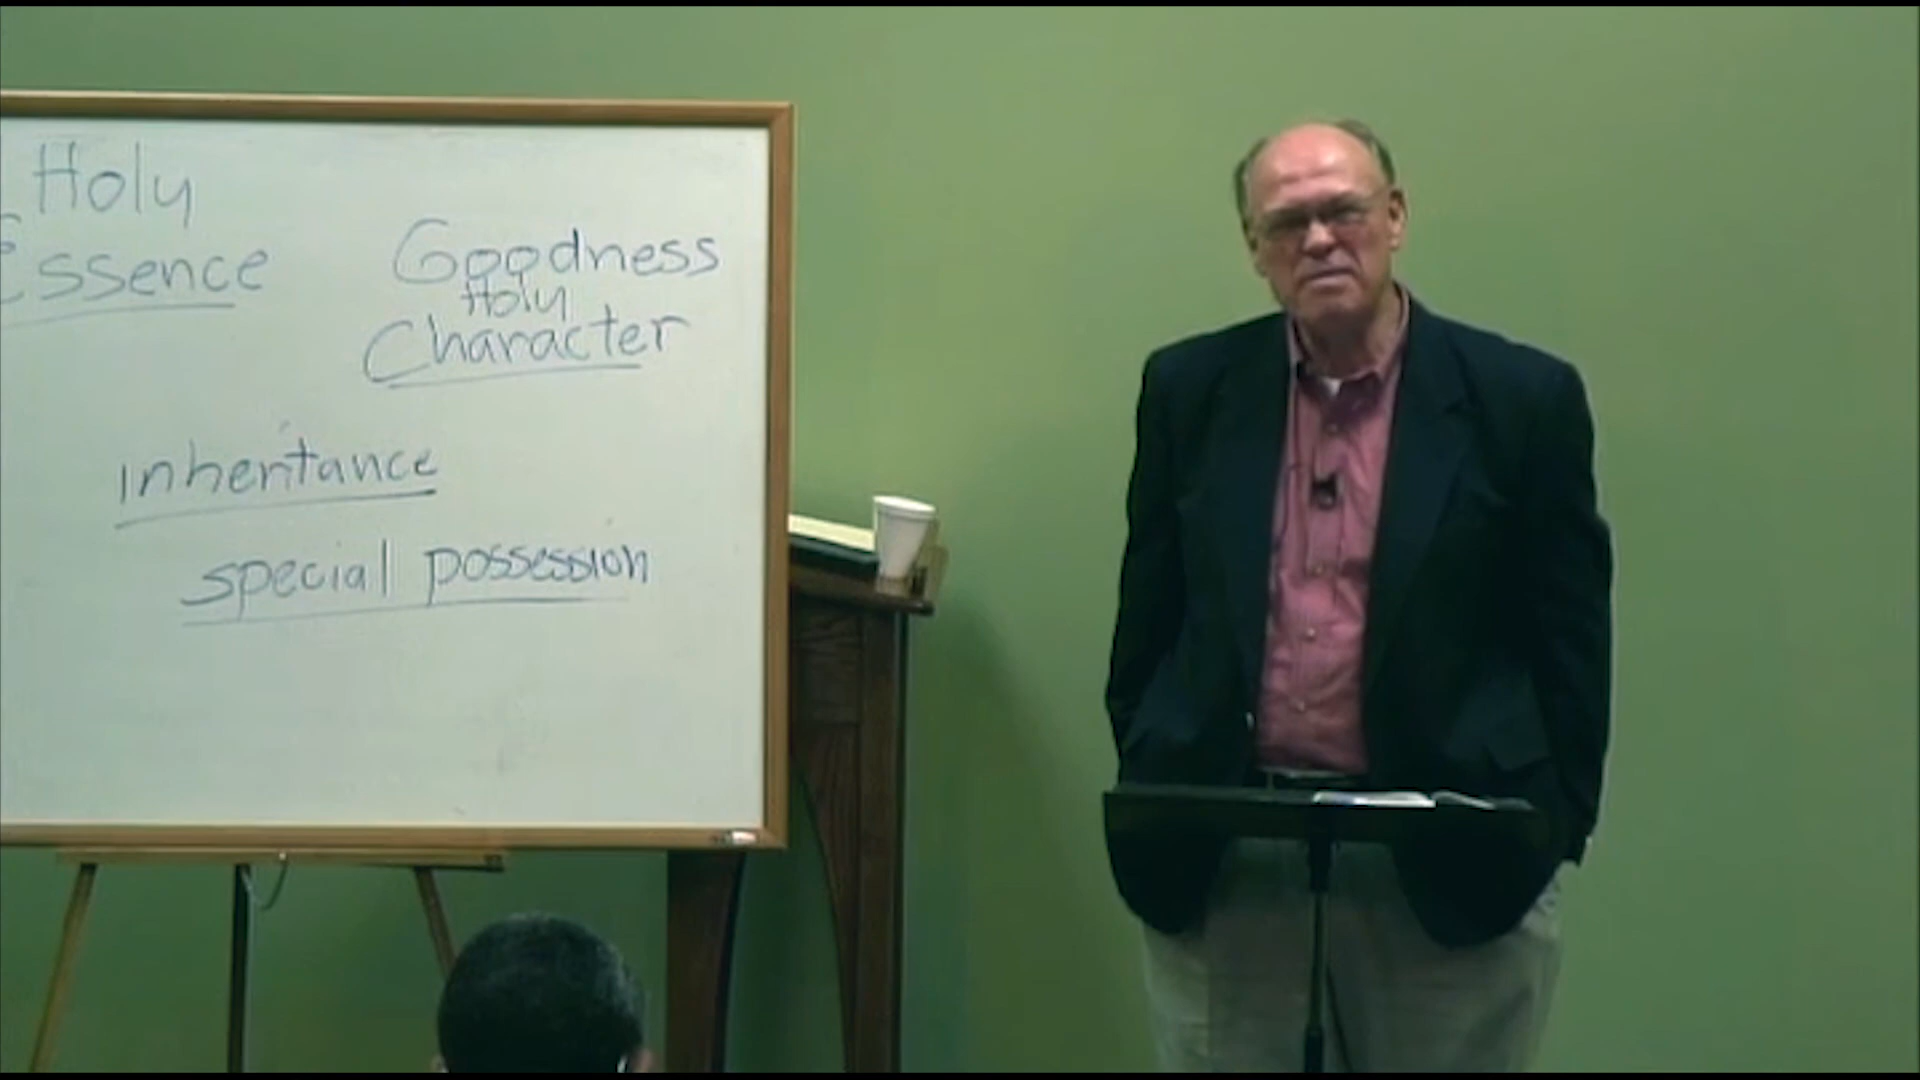 Holy
Essence
Goodness
Holy
Character
inheritance
special possession